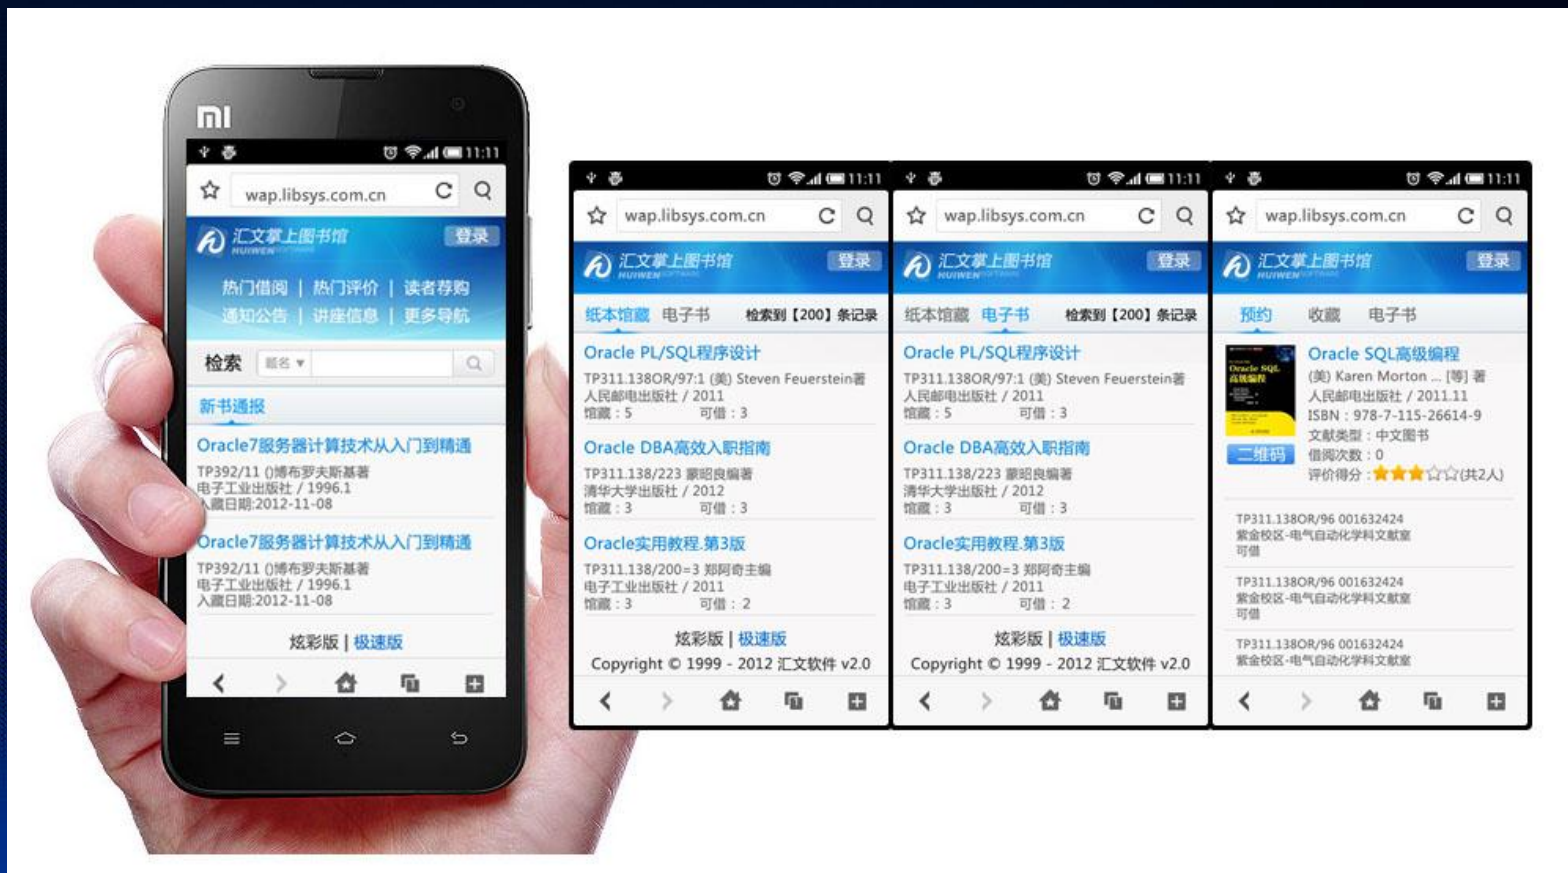 MI
11:11
wap.libsys.com.cn
汇文掌上图书馆 登录
HUIWEN SOFTWARE
热门借阅 | 热门评价 | 读者荐购
通知公告 | 讲座信息 | 更多导航
检索 题名
新书通报
Oracle7服务器计算技术从入门到精通
TP392/11 ()博布罗夫斯基著
电子工业出版社 / 1996.1
入藏日期:2012-11-08
Oracle7服务器计算技术从入门到精通
TP392/11 ()博布罗夫斯基著
电子工业出版社 / 1996.1
入藏日期:2012-11-08
炫彩版 | 极速版
11:11
wap.libsys.com.cn
汇文掌上图书馆 登录
HUIWEN SOFTWARE
纸本馆藏 电子书 检索到【200】条记录
Oracle PL/SQL程序设计
TP311.138OR/97:1 (美) Steven Feuerstein著
人民邮电出版社 / 2011
馆藏：5 可借：3
Oracle DBA高效入职指南
TP311.138/223 蒙昭良编著
清华大学出版社 / 2012
馆藏：3 可借：3
Oracle实用教程.第3版
TP311.138/200=3 郑阿奇主编
电子工业出版社 / 2011
馆藏：3 可借：2
炫彩版 | 极速版
Copyright © 1999 - 2012 汇文软件 v2.0
11:11
wap.libsys.com.cn
汇文掌上图书馆 登录
HUIWEN SOFTWARE
纸本馆藏 电子书 检索到【200】条记录
Oracle PL/SQL程序设计
TP311.138OR/97:1 (美) Steven Feuerstein著
人民邮电出版社 / 2011
馆藏：5 可借：3
Oracle DBA高效入职指南
TP311.138/223 蒙昭良编著
清华大学出版社 / 2012
馆藏：3 可借：3
Oracle实用教程.第3版
TP311.138/200=3 郑阿奇主编
电子工业出版社 / 2011
馆藏：3 可借：2
炫彩版 | 极速版
Copyright © 1999 - 2012 汇文软件 v2.0
11:11
wap.libsys.com.cn
汇文掌上图书馆 登录
HUIWEN SOFTWARE
预约 收藏 电子书
Oracle SQL
高级编程
二维码
Oracle SQL高级编程
(美) Karen Morton ... [等] 著
人民邮电出版社 / 2011.11
ISBN：978-7-115-26614-9
文献类型：中文图书
借阅次数：0
评价得分：★★★☆☆(共2人)
TP311.138OR/96 001632424
紫金校区-电气自动化学科文献室
可借
TP311.138OR/96 001632424
紫金校区-电气自动化学科文献室
可借
TP311.138OR/96 001632424
紫金校区-电气自动化学科文献室